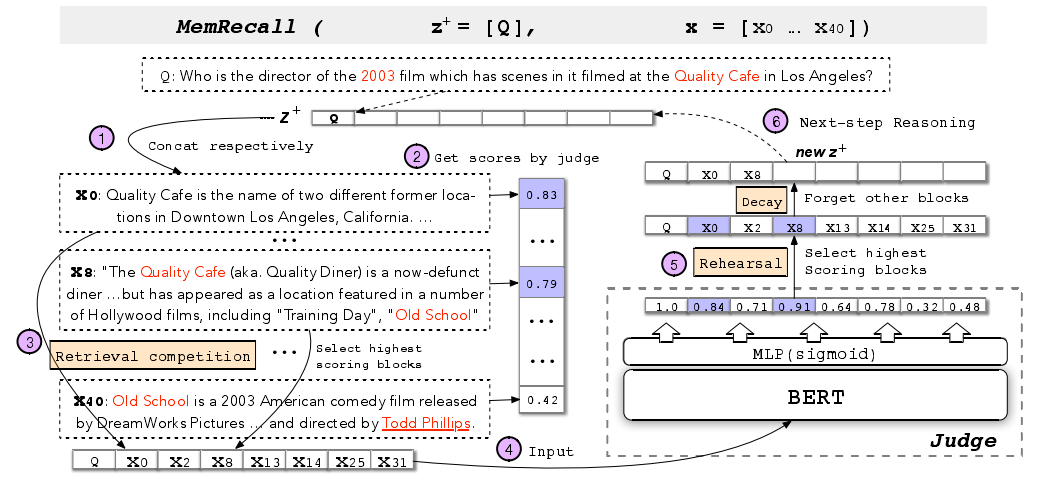 MemRecall ( z+ = [Q], x = [x0 … x40])
Q: Who is the director of the 2003 film which has scenes in it filmed at the Quality Cafe in Los Angeles?
z+ Q
1
Concat respectively
2 Get scores by judge
x0: Quality Cafe is the name of two different former loca-
tions in Downtown Los Angeles, California. ...
...
x8: "The Quality Cafe (aka. Quality Diner) is a now-defunct
diner ...but has appeared as a location featured in a number
of Hollywood films, including "Training Day", "Old School"
3
Retrieval competition
...
Select highest
scoring blocks
x40: Old School is a 2003 American comedy film released
by DreamWorks Pictures ... and directed by Todd Phillips.
0.83
...
0.79
...
...
0.42
Q x0 x2 x8 x13 x14 x25 x31
4 Input
6 Next-step Reasoning
new z+
Q x0 x8
Decay Forget other blocks
Q x0 x2 x8 x13 x14 x25 x31
5 Rehearsal
Select highest
Scoring blocks
1.0 0.84 0.71 0.91 0.64 0.78 0.32 0.48
MLP(sigmoid)
BERT
Judge